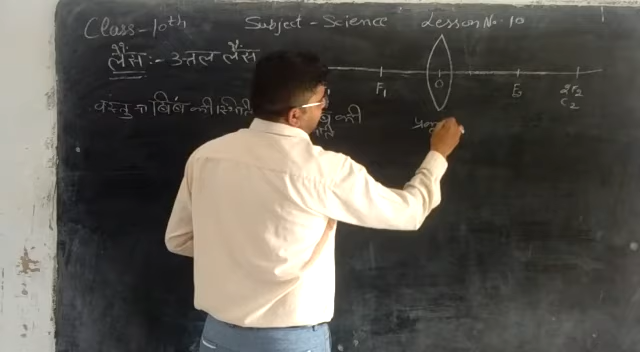 Class-10th Subject-Science Lesson No. 10
लेंस:- उत्तल लेंस
F₁ O F₂ 2F₂
C₂
वस्तु बिंब की स्थिति की